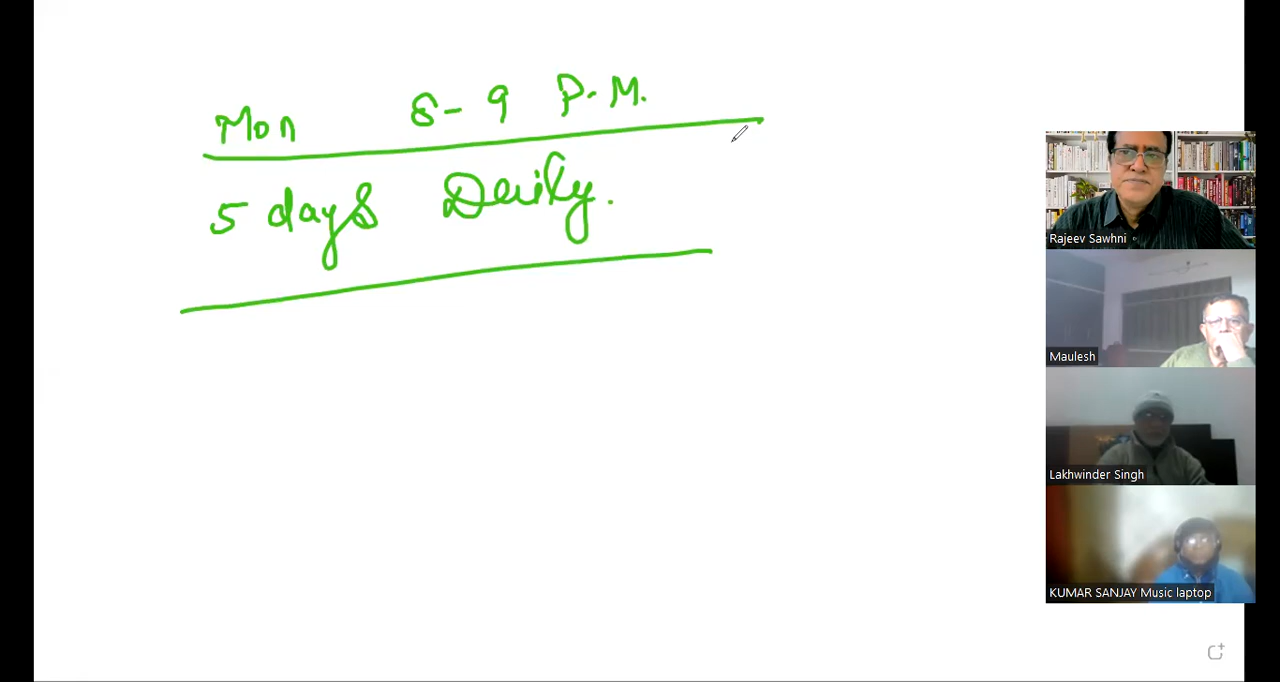 Mon 8-9 P.M.
5 days Daily.
Rajeev Sawhni
Maulesh
Lakhwinder Singh
KUMAR SANJAY Music laptop